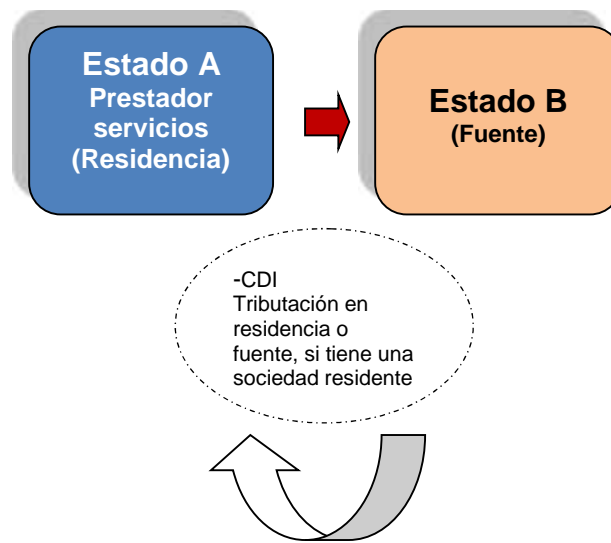 Estado A
Prestador
servicios
(Residencia)
Estado B
(Fuente)
-CDI
Tributación en
residencia o
fuente, si tiene una
sociedad residente